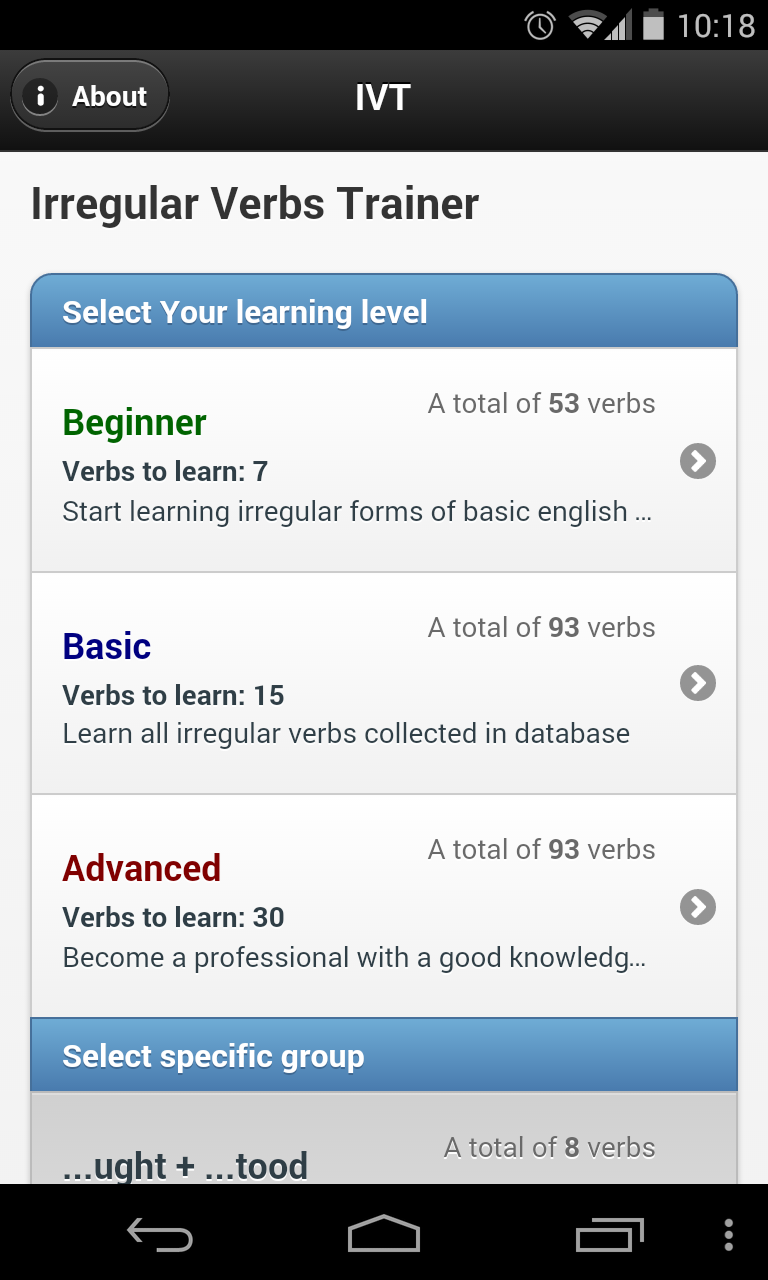 10:18
About
IVT
Irregular Verbs Trainer
Select Your learning level
A total of 53 verbs
Beginner
Verbs to learn: 7
Start learning irregular forms of basic english ...
A total of 93 verbs
Basic
Verbs to learn: 15
Learn all irregular verbs collected in database
A total of 93 verbs
Advanced
Verbs to learn: 30
Become a professional with a good knowledg...
Select specific group
A total of 8 verbs
...ught + ...tood